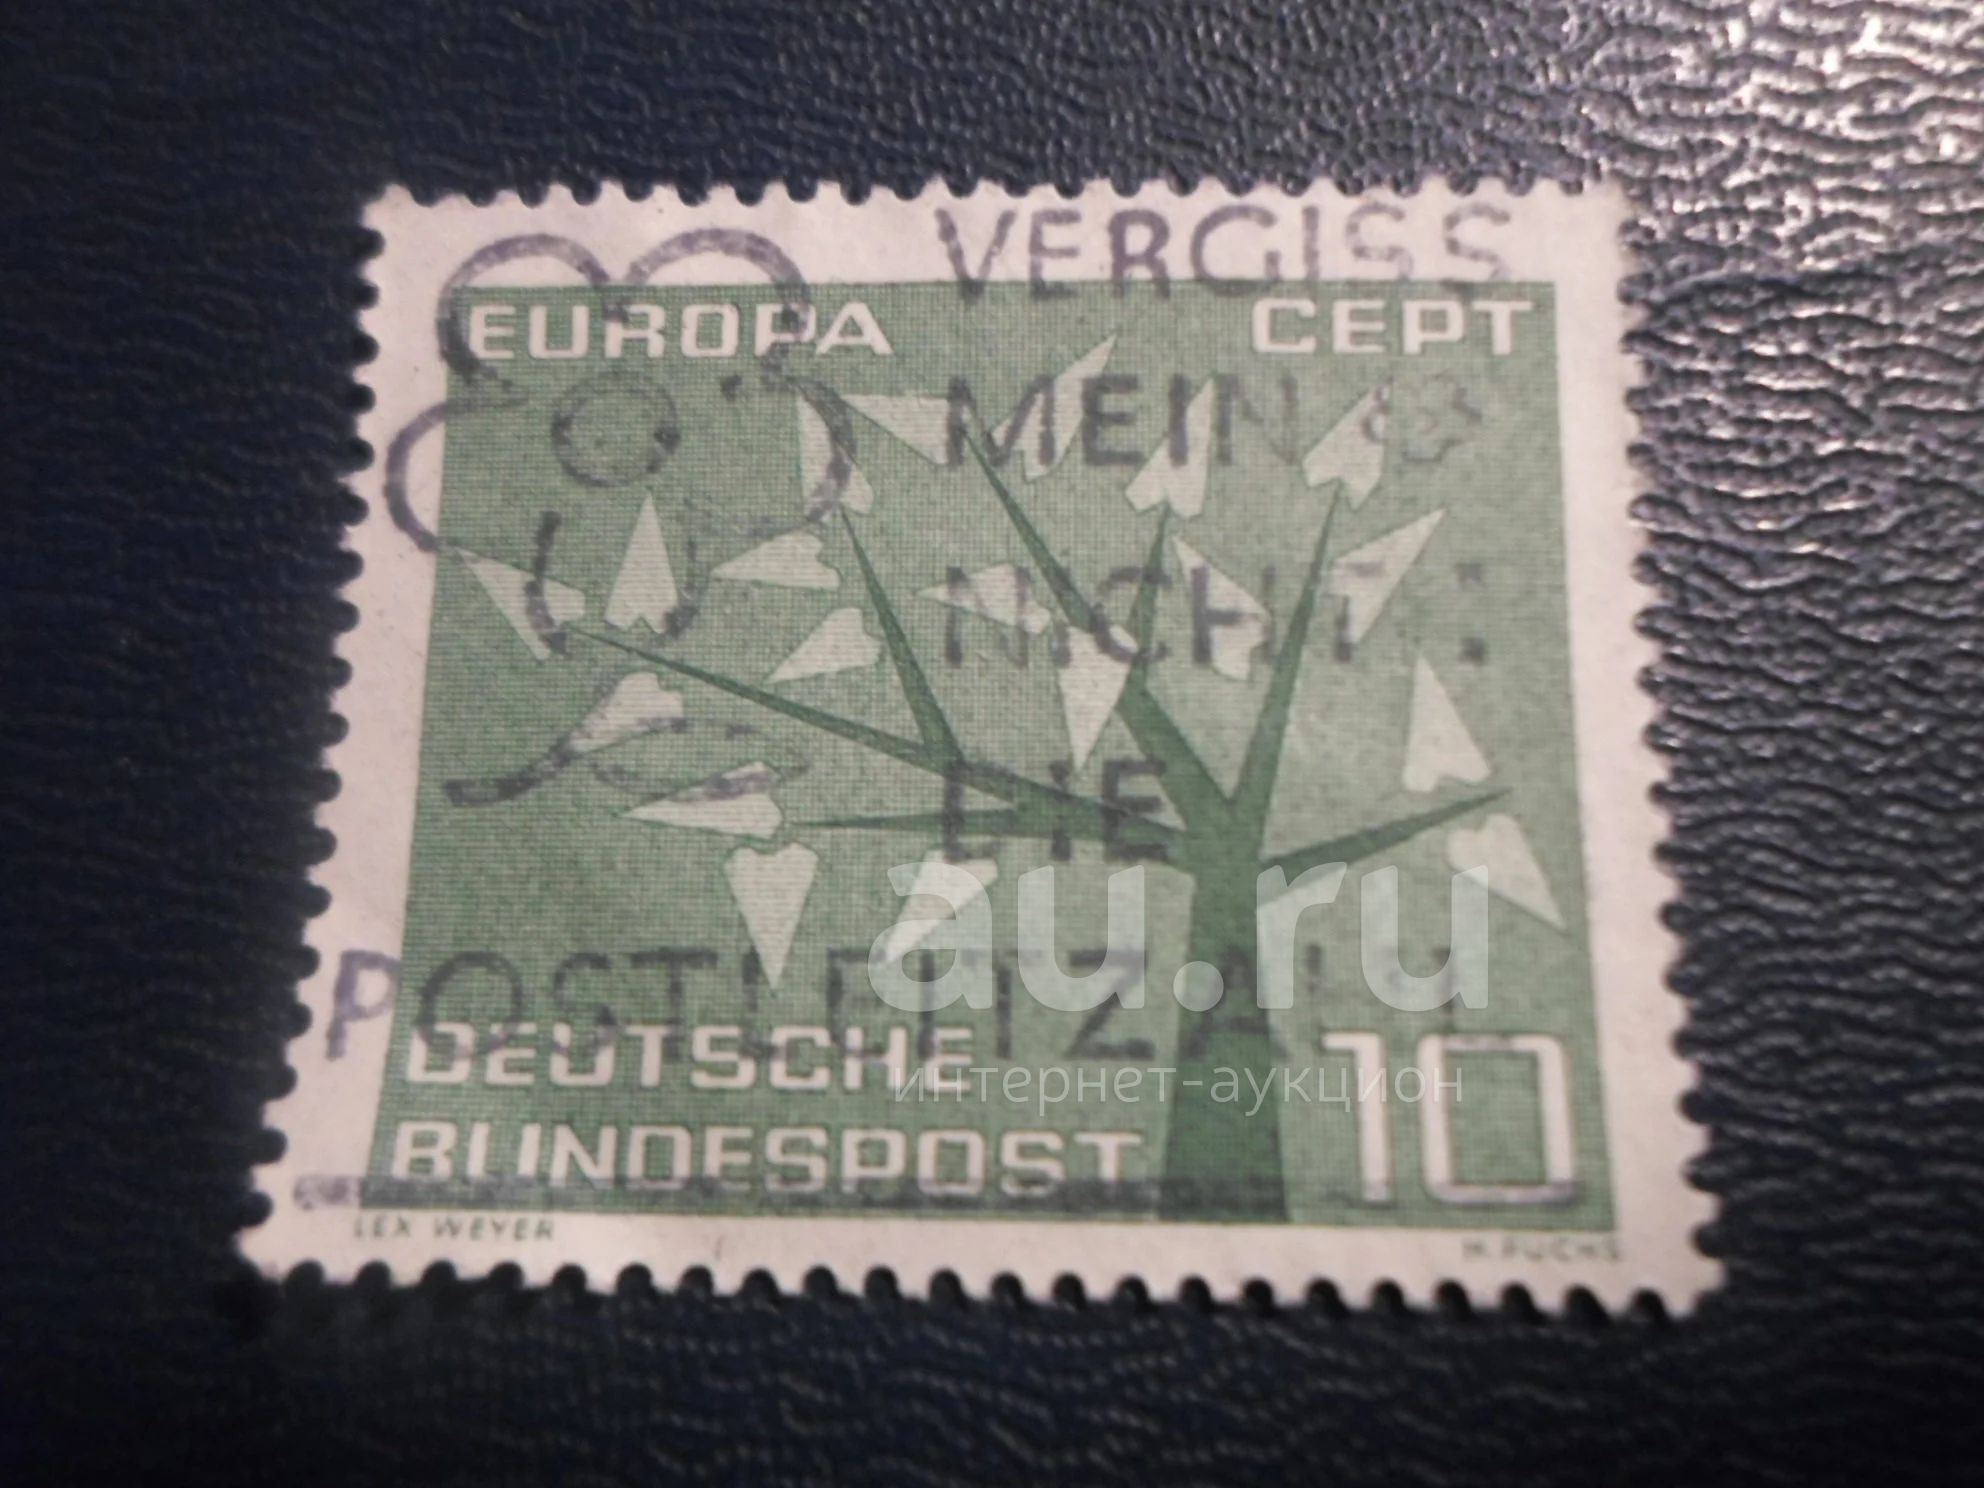 VERGISS
EUROPA CEPT
MEIN
NICHT:
DIE
au.ru
POSTLEITZAHL
DEUTSCHE
интернет-аукцион
BUNDESPOST
10
LEX WEYER
H. FUCHS